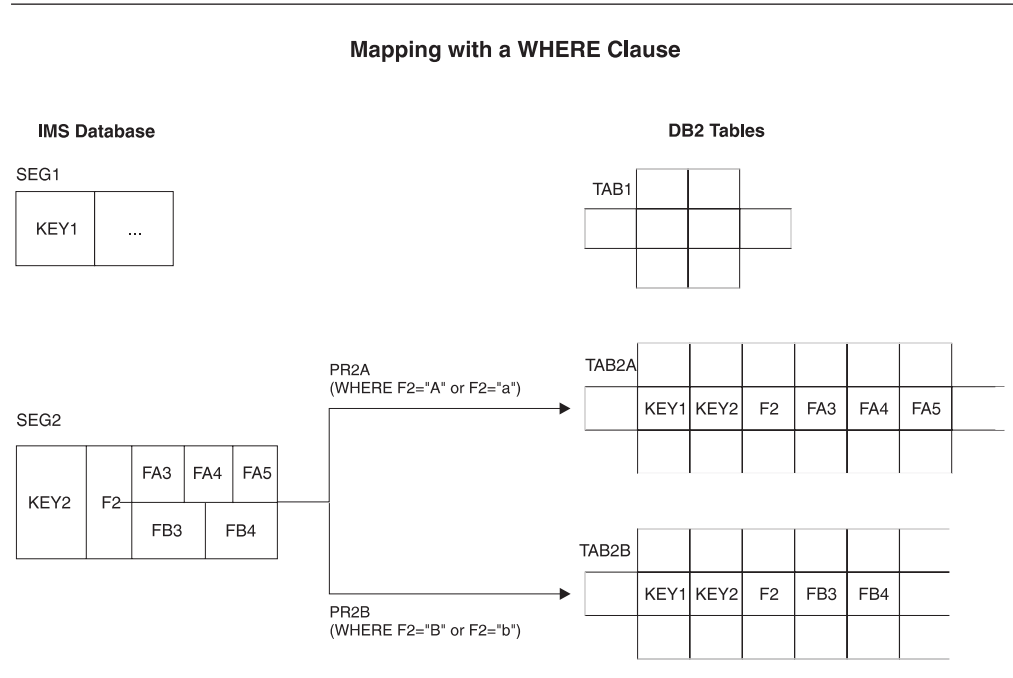 Mapping with a WHERE Clause
IMS Database
DB2 Tables
SEG1
KEY1
...
TAB1
PR2A
(WHERE F2="A" or F2="a")
TAB2A
KEY1 KEY2 F2 FA3 FA4 FA5
SEG2
KEY2 F2 FA3 FA4 FA5
FB3 FB4
TAB2B
KEY1 KEY2 F2 FB3 FB4
PR2B
(WHERE F2="B" or F2="b")